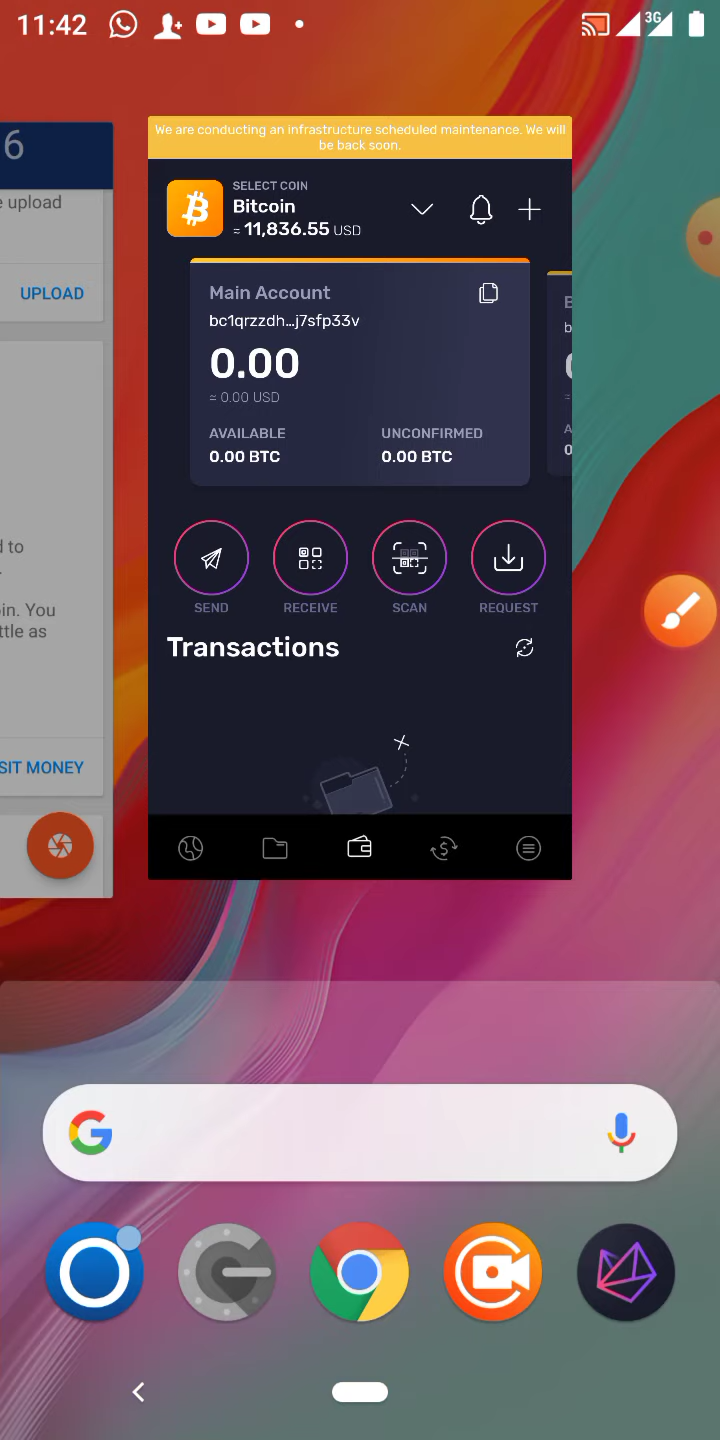 11:42
3G
6
e upload
UPLOAD
d to
.
in. You
ttle as
SIT MONEY
We are conducting an infrastructure scheduled maintenance. We will
be back soon.
SELECT COIN
Bitcoin
≈ 11,836.55 USD
Main Account
bc1qrzzdh...j7sfp33v
0.00
≈ 0.00 USD
AVAILABLE
UNCONFIRMED
0.00 BTC
0.00 BTC
SEND
RECEIVE
SCAN
REQUEST
Transactions